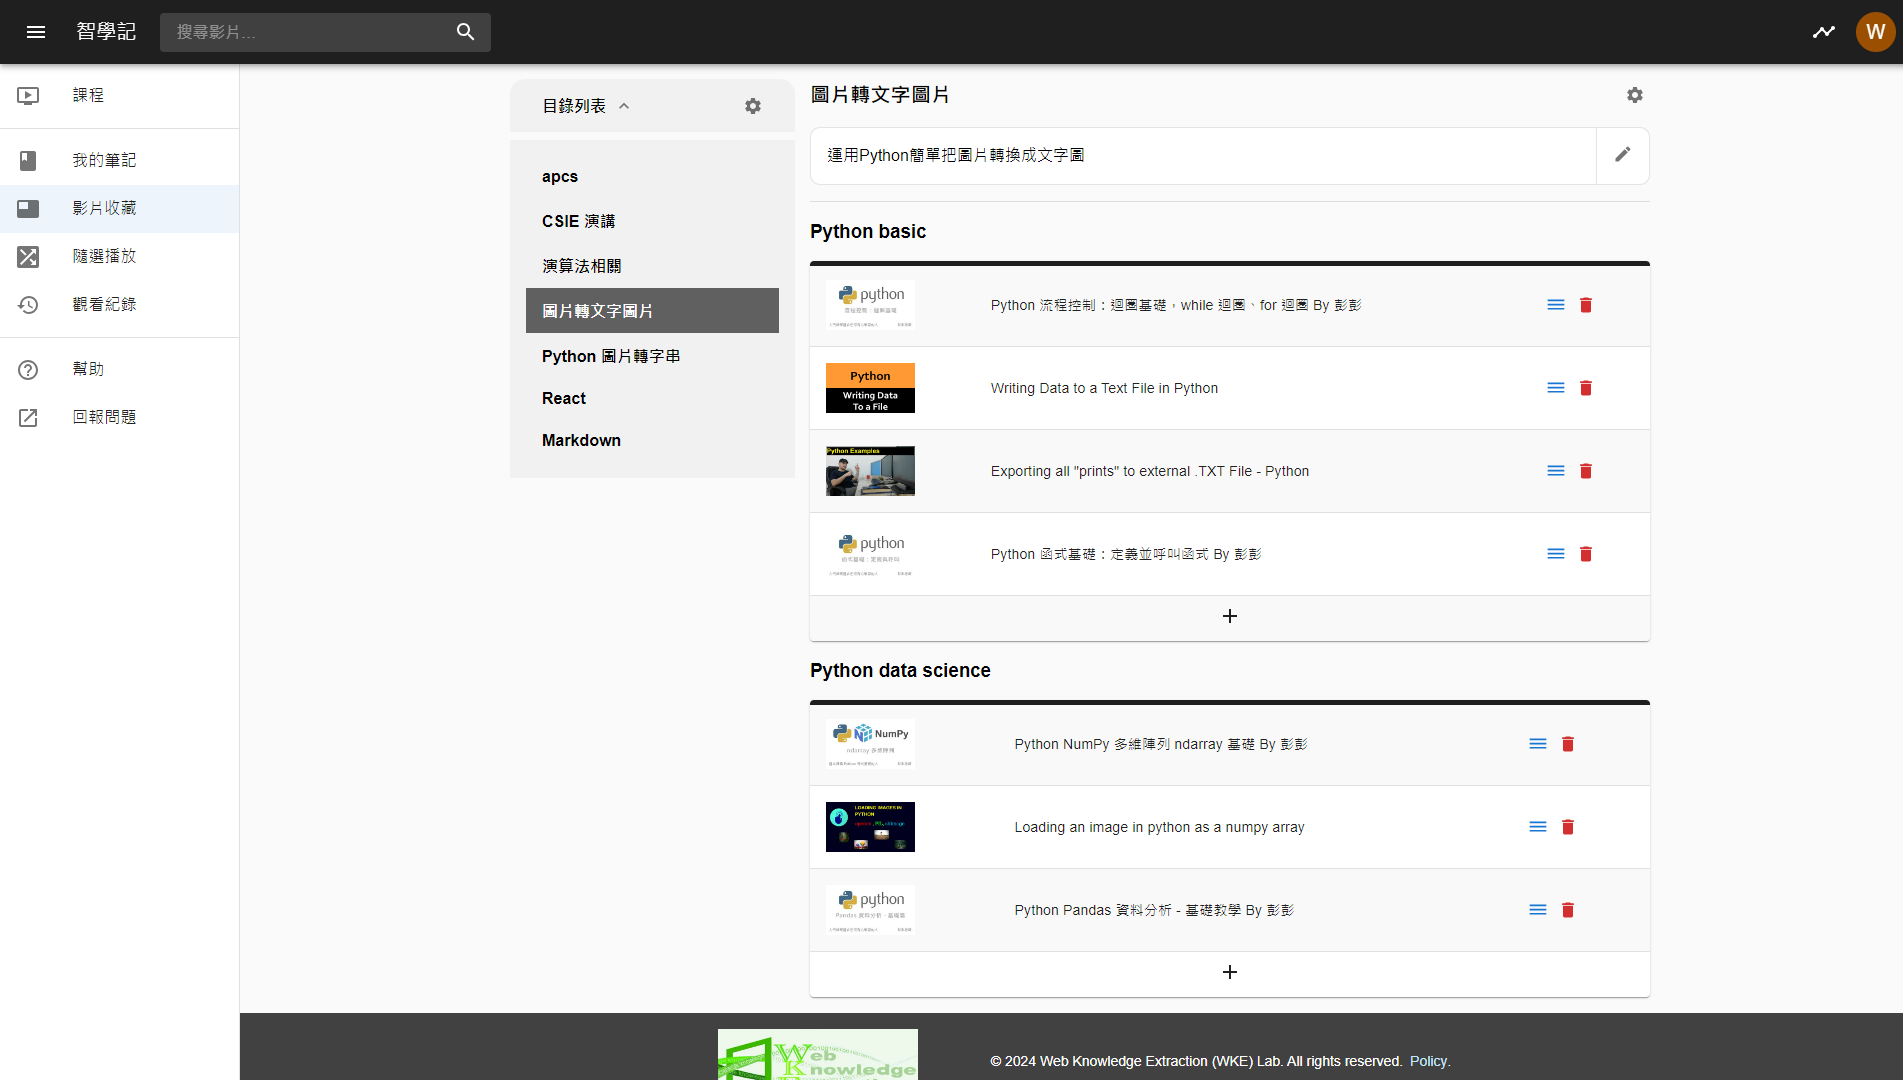 智學記
搜尋影片...
W
課程
我的筆記
影片收藏
隨選播放
觀看紀錄
幫助
回報問題
目錄列表
apcs
CSIE 演講
演算法相關
圖片轉文字圖片
Python 圖片轉字串
React
Markdown
圖片轉文字圖片
運用Python簡單把圖片轉換成文字圖
Python basic
python
Python 流程控制：迴圈基礎，while 迴圈、for 迴圈 By 彭彭
Python
Writing Data
To a File
Writing Data to a Text File in Python
Python Examples
Exporting all "prints" to external .TXT File - Python
python
Python 函式基礎：定義並呼叫函式 By 彭彭
Python data science
NumPy
ndarray 多維陣列
Python NumPy 多維陣列 ndarray 基礎 By 彭彭
LOADING IMAGES IN
PYTHON
Loading an image in python as a numpy array
python
Python Pandas 資料分析 - 基礎教學 By 彭彭
Web
Knowledge
© 2024 Web Knowledge Extraction (WKE) Lab. All rights reserved. Policy.